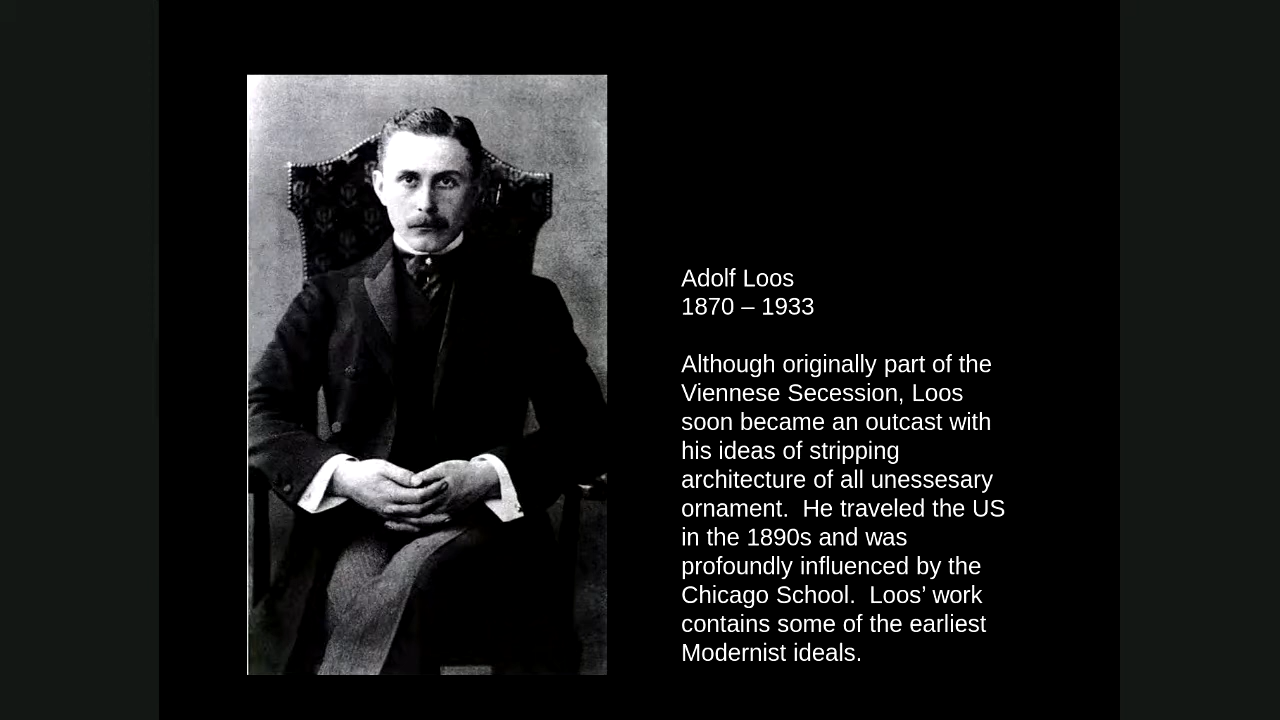 Adolf Loos
1870 – 1933
Although originally part of the
Viennese Secession, Loos
soon became an outcast with
his ideas of stripping
architecture of all unessesary
ornament.  He traveled the US
in the 1890s and was
profoundly influenced by the
Chicago School.  Loos’ work
contains some of the earliest
Modernist ideals.